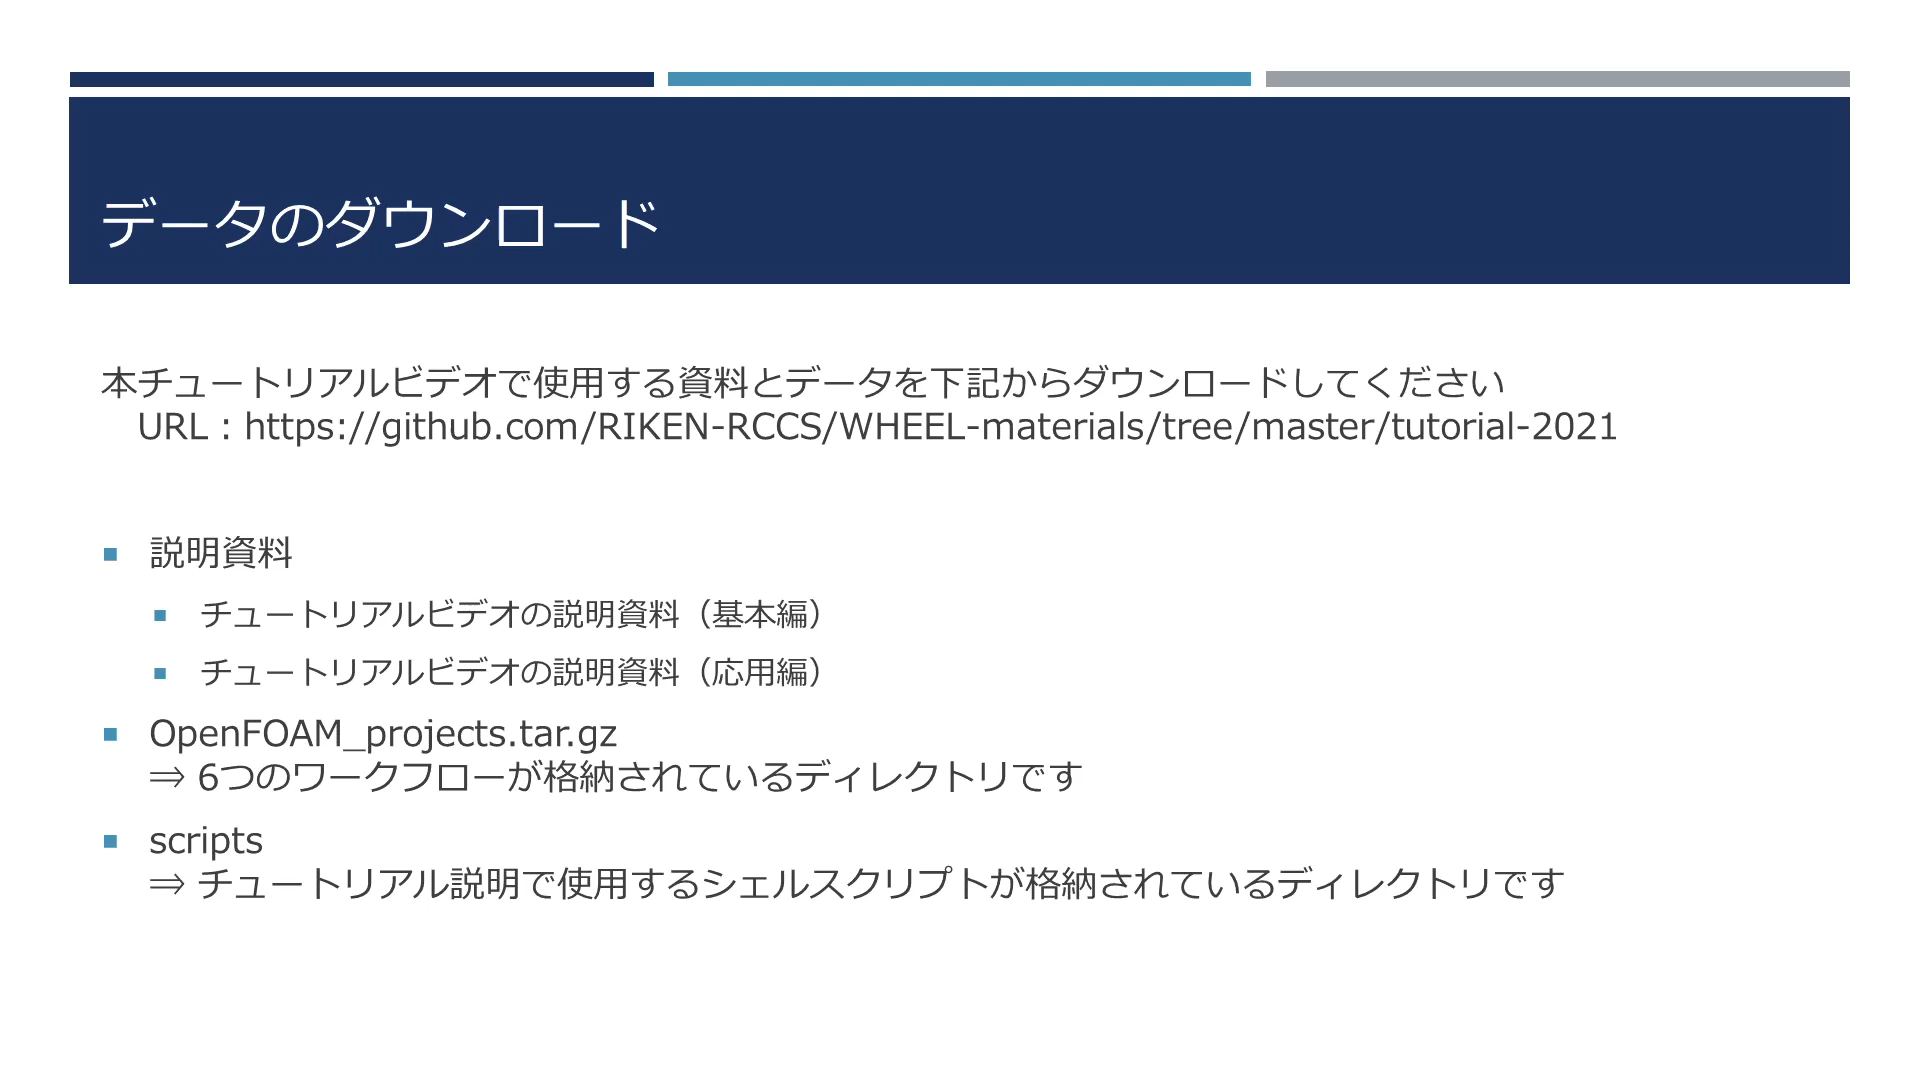 データのダウンロード
本チュートリアルビデオで使用する資料とデータを下記からダウンロードしてください
URL：https://github.com/RIKEN-RCCS/WHEEL-materials/tree/master/tutorial-2021
説明資料
チュートリアルビデオの説明資料（基本編）
チュートリアルビデオの説明資料（応用編）
OpenFOAM_projects.tar.gz
⇒ 6つのワークフローが格納されているディレクトリです
scripts
⇒ チュートリアル説明で使用するシェルスクリプトが格納されているディレクトリです